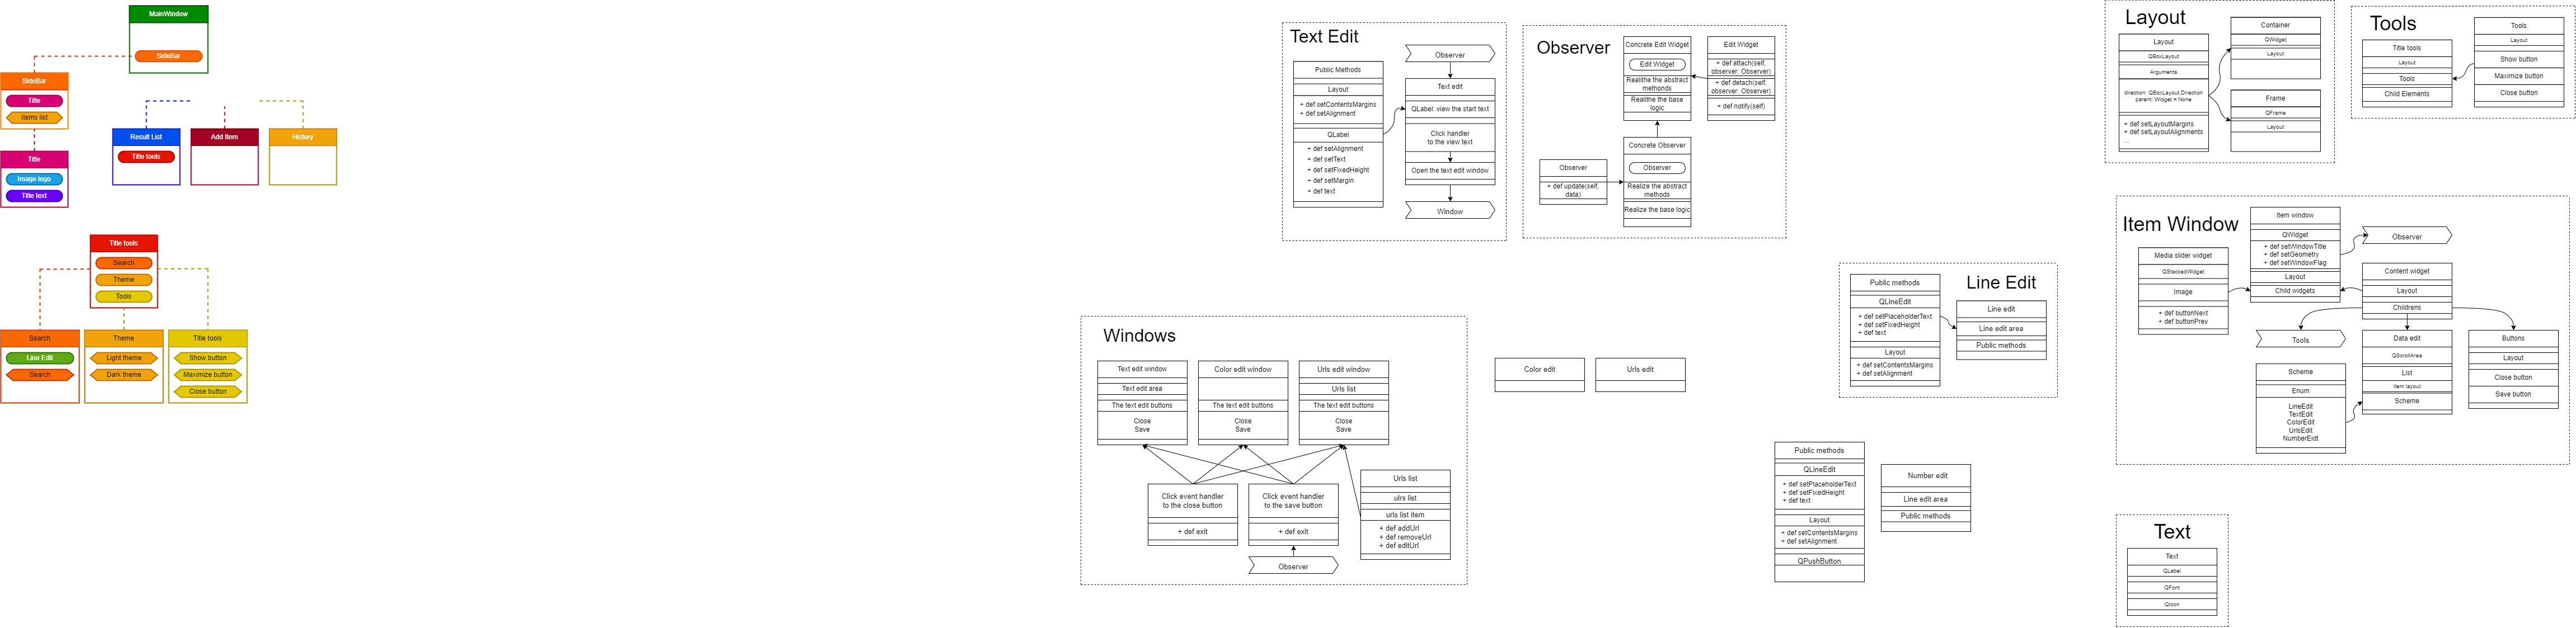 MainWindow
SideBar
SideBar
Title
Items list
Title
Image logo
Title text
Result List
Title tools
Add Item
History
Title tools
Search
Theme
Tools
Search
Line Edit
Search
Theme
Light theme
Dark theme
Title tools
Show button
Maximize button
Close button
Text Edit
Public Methods
Layout
+ def setContentsMargins
+ def setAlignment
QLabel
+ def setAlignment
+ def setText
+ def setFixedHeight
+ def setMargin
+ def text
Observer
Text edit
QLabel: view the start text
Click handler
to the view text
Open the text edit window
Window
Observer
Concrete Edit Widget
Edit Widget
Realithe the abstract
methonds
Realithe the base
logic
Edit Widget
+ def attach(self,
observer: Observer)
+ def detach(self,
observer: Observer)
+ def notify(self)
Observer
+ def update(self,
data)
Concrete Observer
Observer
Realize the abstract
methods
Realize the base logic
Windows
Text edit window
Text edit area
The text edit buttons
Close
Save
Color edit window
The text edit buttons
Close
Save
Urls edit window
Urls list
The text edit buttons
Close
Save
Click event handler
to the close button
+ def exit
Click event handler
to the save button
+ def exit
Observer
Urls list
ulrs list
urls list item
+ def addUrl
+ def removeUrl
+ def editUrl
Color edit
Urls edit
Line Edit
Public methods
QLineEdit
+ def setPlaceholderText
+ def setFixedHeight
+ def text
Layout
+ def setContentsMargins
+ def setAlignment
Line edit
Line edit area
Public methods
Public methods
QLineEdit
+ def setPlaceholderText
+ def setFixedHeight
+ def text
Layout
+ def setContentsMargins
+ def setAlignment
QPushButton
Number edit
Line edit area
Public methods
Layout
Layout
QBoxLayout
Arguments
direction: QBoxLayout.Direction
parent: Widget = None
+ def setLayoutMargins
+ def setLayoutAlignments
...
Container
QWidget
Layout
Frame
QFrame
Layout
Tools
Title tools
Layout
Tools
Child Elements
Tools
Layout
Show button
Maximize button
Close button
Item Window
Media slider widget
QStackedWidget
Image
+ def buttonNext
+ def buttonPrev
Item window
QWidget
+ def setWindowTitle
+ def setGeometry
+ def setWindowFlag
Layout
Child widgets
Observer
Content widget
Layout
Childrens
Tools
Scheme
Enum
LineEdit
TextEdit
ColorEdit
UrlsEdit
NumberEidt
Data edit
QScrollArea
List
Item layout
Scheme
Buttons
Layout
Close button
Save button
Text
Text
QLabel
QFont
QIcon